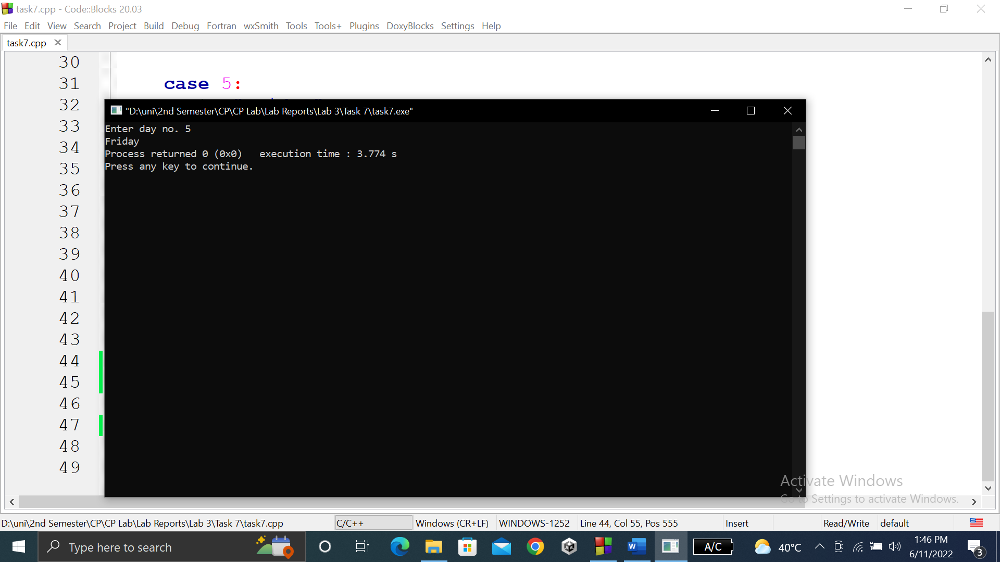 task7.cpp - Code::Blocks 20.03
File Edit View Search Project Build Debug Fortran wxSmith Tools Tools+ Plugins DoxyBlocks Settings Help
task7.cpp
30
31 case 5:
32
"D:\uni\2nd Semester\CP\CP Lab\Lab Reports\Lab 3\Task 7\task7.exe"
33
Enter day no. 5
Friday
34
Process returned 0 (0x0)   execution time : 3.774 s
Press any key to continue.
35
36
37
38
39
40
41
42
43
44
45
46
47
48
49
Activate Windows
Go to Settings to activate Windows.
D:\uni\2nd Semester\CP\CP Lab\Lab Reports\Lab 3\Task 7\task7.cpp C/C++ Windows (CR+LF) WINDOWS-1252 Line 44, Col 55, Pos 555 Insert Read/Write default
Type here to search
W
A/C
40°C
1:46 PM
6/11/2022
3